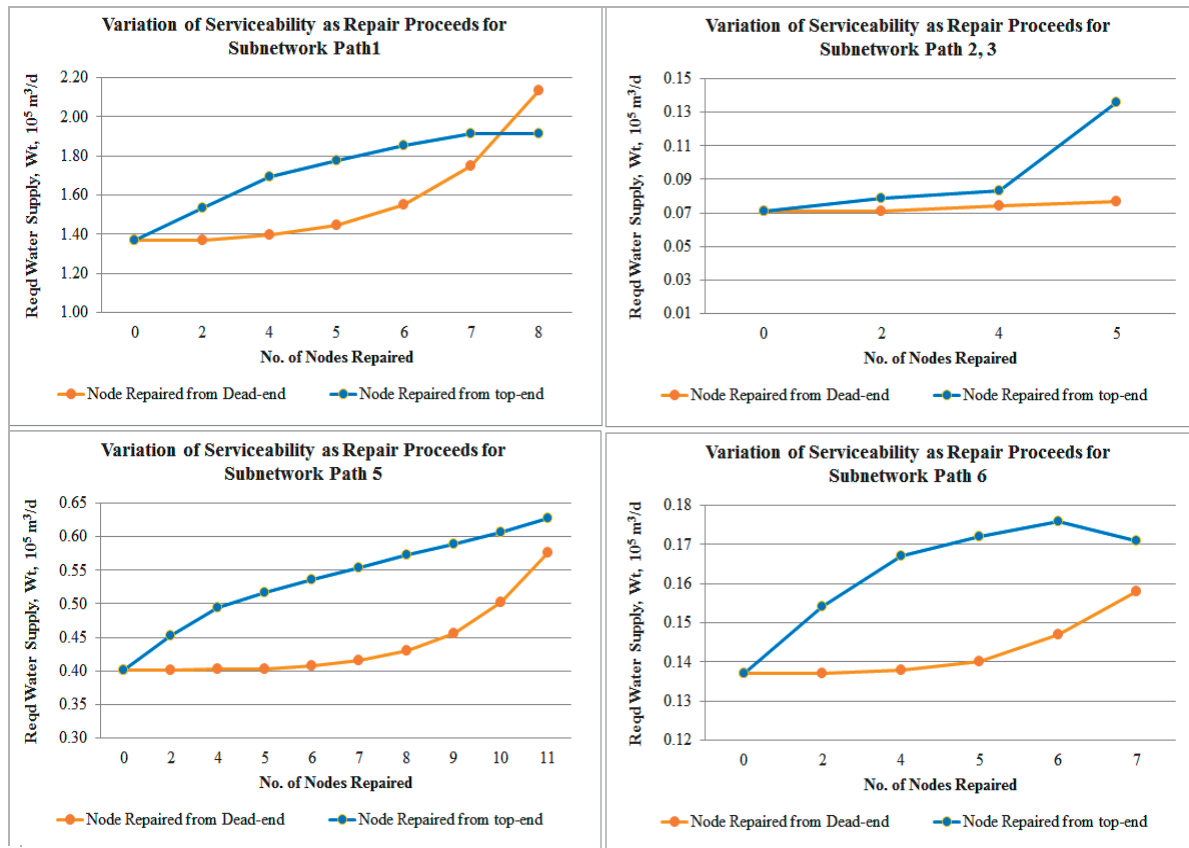 Variation of Serviceability as Repair Proceeds for
Subnetwork Path1
Reqd Water Supply, Wt, 10⁵ m³/d
2.20
2.00
1.80
1.60
1.40
1.20
1.00
0 2 4 5 6 7 8
No. of Nodes Repaired
Node Repaired from Dead-end Node Repaired from top-end
Variation of Serviceability as Repair Proceeds for
Subnetwork Path 2, 3
Reqd Water Supply, Wt, 10⁵ m³/d
0.15
0.13
0.11
0.09
0.07
0.05
0.03
0.01
0 2 4 5
No. of Nodes Repaired
Node Repaired from Dead-end Node Repaired from top-end
Variation of Serviceability as Repair Proceeds for
Subnetwork Path 5
Reqd Water Supply, Wt, 10⁵ m³/d
0.65
0.60
0.55
0.50
0.45
0.40
0.35
0.30
0 2 4 5 6 7 8 9 10 11
No. of Nodes Repaired
Node Repaired from Dead-end Node Repaired from top-end
Variation of Serviceability as Repair Proceeds for
Subnetwork Path 6
Reqd Water Supply, Wt, 10⁵ m³/d
0.18
0.17
0.16
0.15
0.14
0.13
0.12
0 2 4 5 6 7
No. of Nodes Repaired
Node Repaired from Dead-end Node Repaired from top-end